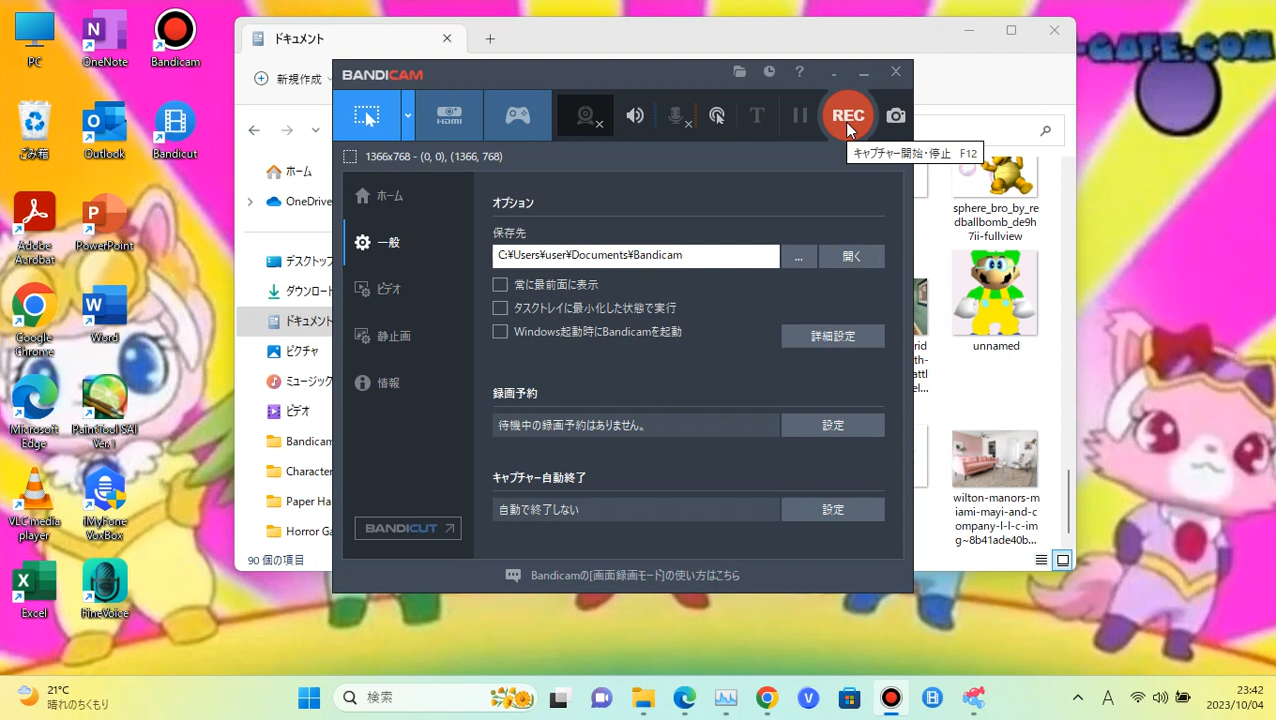 PC
OneNote
Bandicam
ごみ箱
Outlook
Bandicut
Adobe
Acrobat
PowerPoint
Google
Chrome
Word
Microsoft
Edge
PaintTool SAI
Ver.1
VLC media
player
iMyFone
VoxBox
Excel
FineVoice
ドキュメント
-GATE.COM
新規作成
ホーム
OneDrive
デスクトップ
ダウンロー
ドキュメント
ピクチャ
ミュージック
ビデオ
Bandicam
Character
Paper Ha
Horror Ga
90 個の項目
BANDICAM
HDMI
T
REC
キャプチャー開始・停止 F12
1366x768 - (0, 0), (1366, 768)
ホーム
一般
ビデオ
静止画
情報
BANDICUT
オプション
保存先
C:¥Users¥user¥Documents¥Bandicam
...
開く
常に最前面に表示
タスクトレイに最小化した状態で実行
Windows起動時にBandicamを起動
詳細設定
録画予約
待機中の録画予約はありません。
設定
キャプチャー自動終了
自動で終了しない
設定
Bandicamの[画面録画モード]の使い方はこちら
sphere_bro_by_re
dballbomb_de9h
7ii-fullview
unnamed
rid
th-
attl
e...
wilton-manors-m
iami-mayi-and-c
ompany-l-l-c-im
g~8b41ade40b...
21°C
晴れのちくもり
検索
A
23:42
2023/10/04